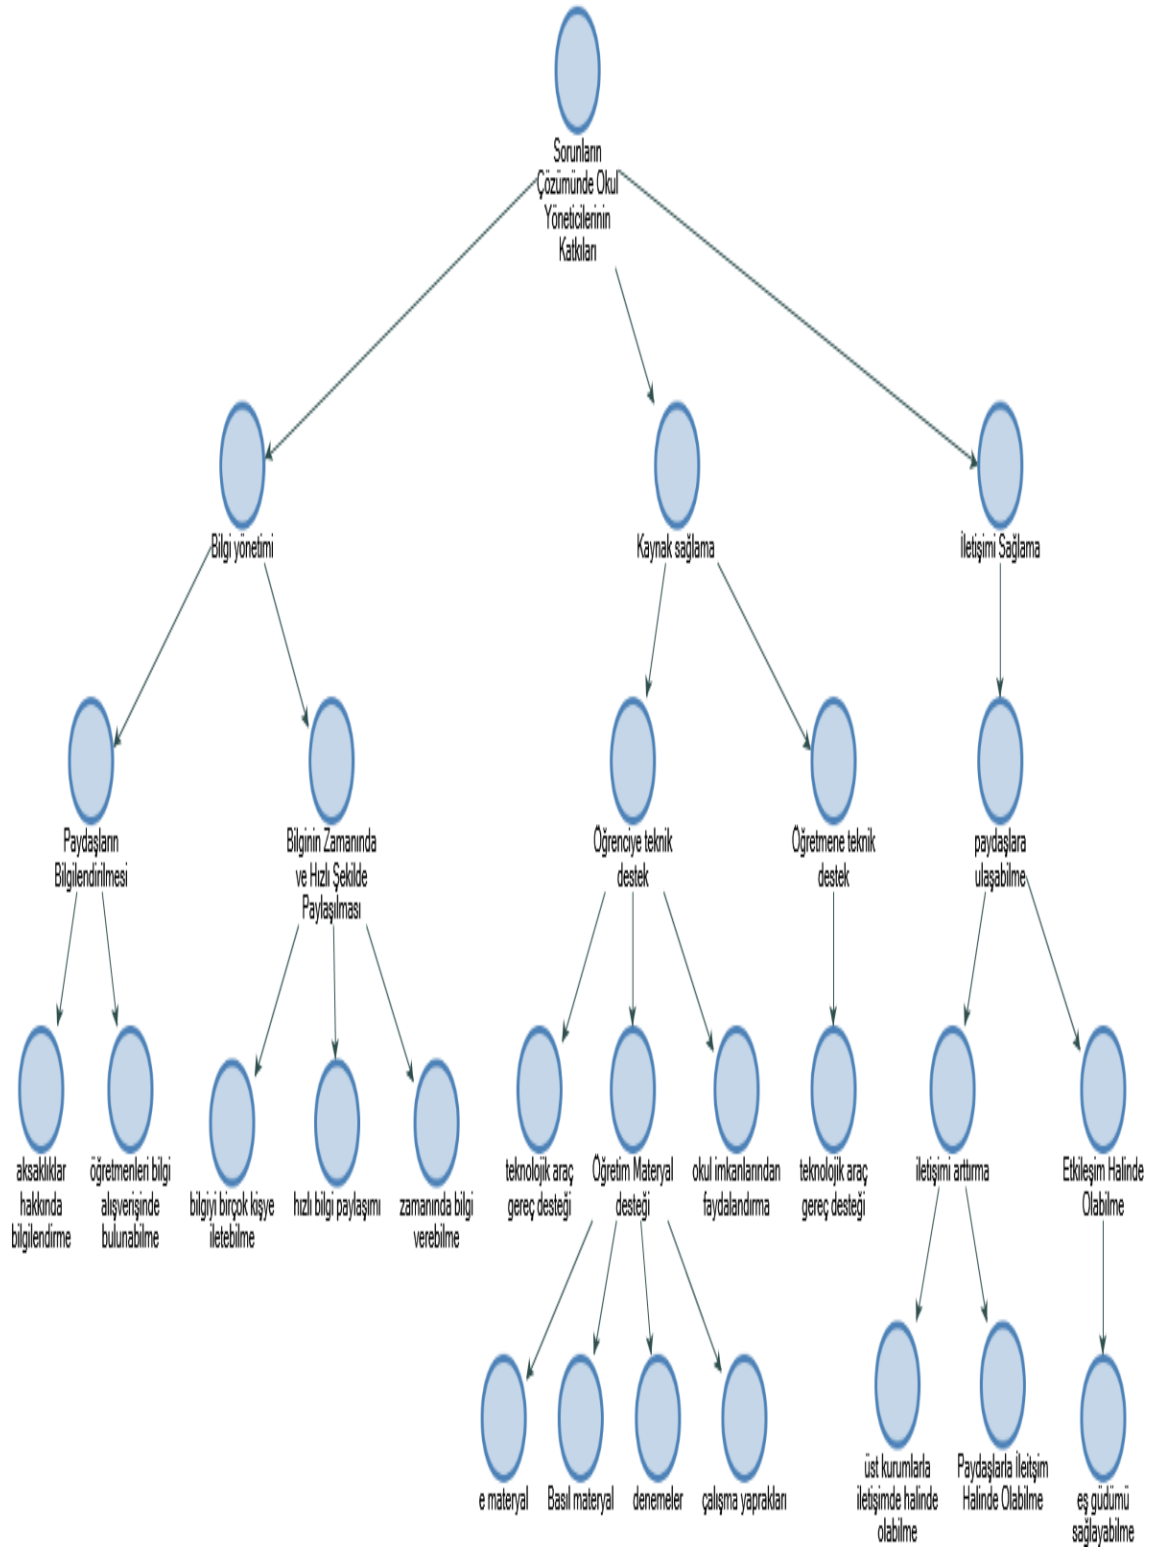 Sorunların
Çözümünde Okul
Yöneticilerinin
Katkıları
Bilgi yönetimi
Kaynak sağlama
İletişimi Sağlama
Paydaşların
Bilgilendirilmesi
Bilginin Zamanında
ve Hızlı Şekilde
Paylaşılması
Öğrenciye teknik
destek
Öğretmene teknik
destek
paydaşlara
ulaşabilme
aksaklıklar
hakkında
bilgilendirme
öğretmenleri bilgi
alışverişinde
bulunabilme
bilgiyi birçok kişye
iletebilme
hızlı bilgi paylaşımı
zamanında bilgi
verebilme
teknolojik araç
gereç desteği
Öğretim Materyal
desteği
okul imkanlarından
faydalandırma
teknolojik araç
gereç desteği
iletişimi arttırma
Etkileşim Halinde
Olabilme
e materyal
Basıl materyal
denemeler
çalışma yaprakları
üst kurumlarla
iletişimde halinde
olabilme
Paydaşlarla İleitşim
Halinde Olabilme
eş güdümü
sağlayabilme